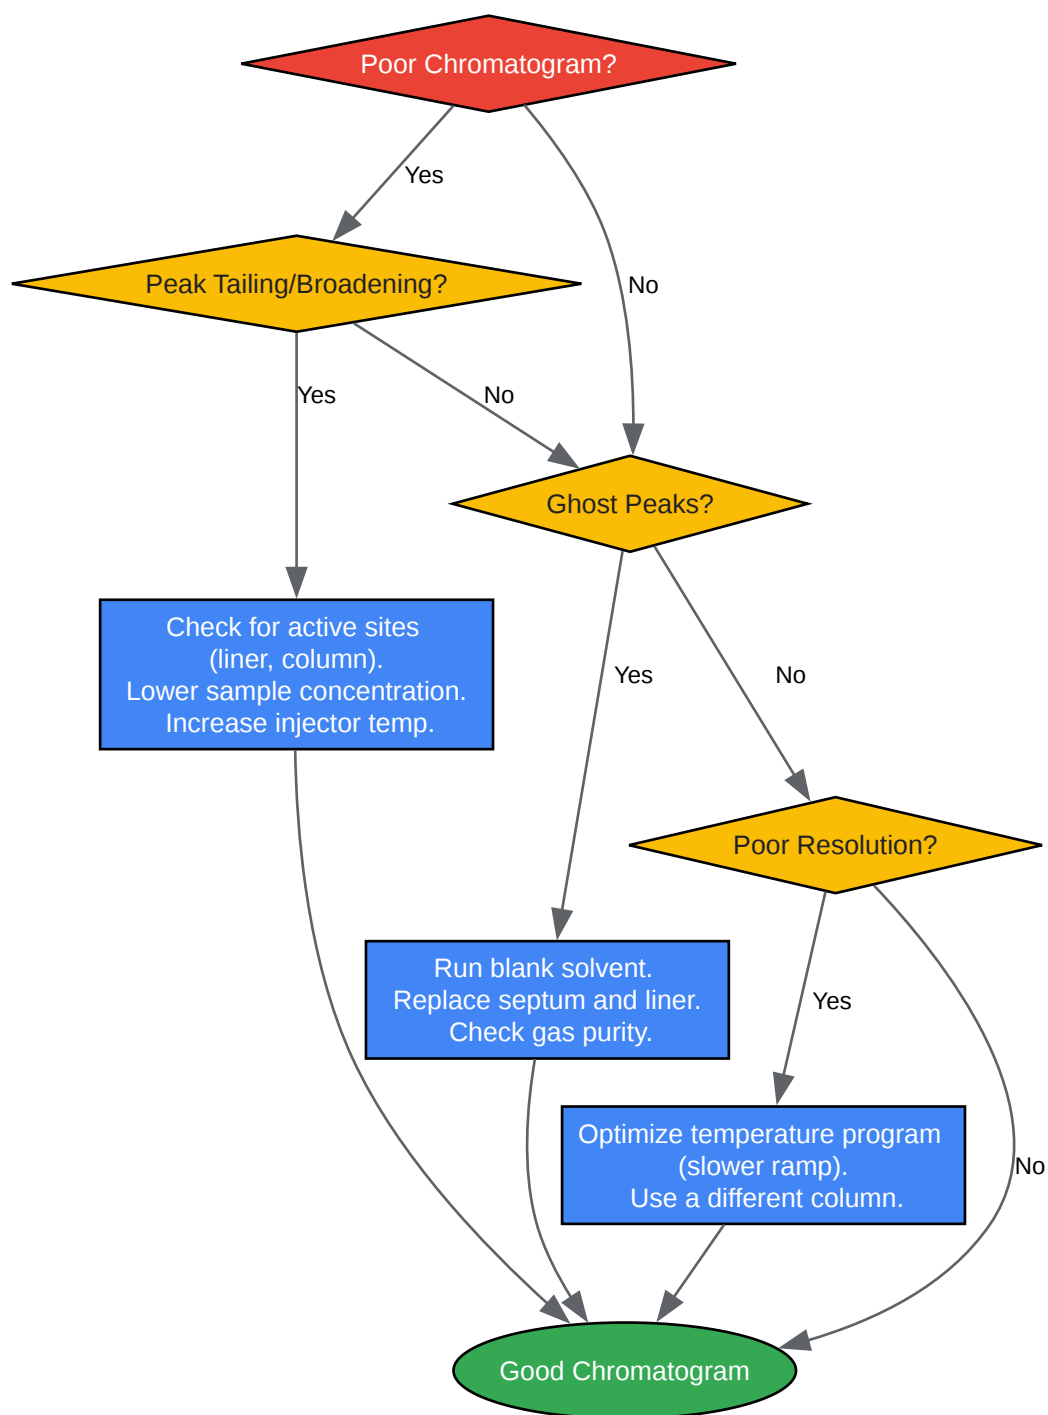 Poor Chromatogram?
Yes
Peak Tailing/Broadening?
No
Yes
No
Ghost Peaks?
Check for active sites
(liner, column).
Lower sample concentration.
Increase injector temp.
Yes
No
Poor Resolution?
Run blank solvent.
Replace septum and liner.
Check gas purity.
Yes
Optimize temperature program
(slower ramp).
Use a different column.
No
Good Chromatogram